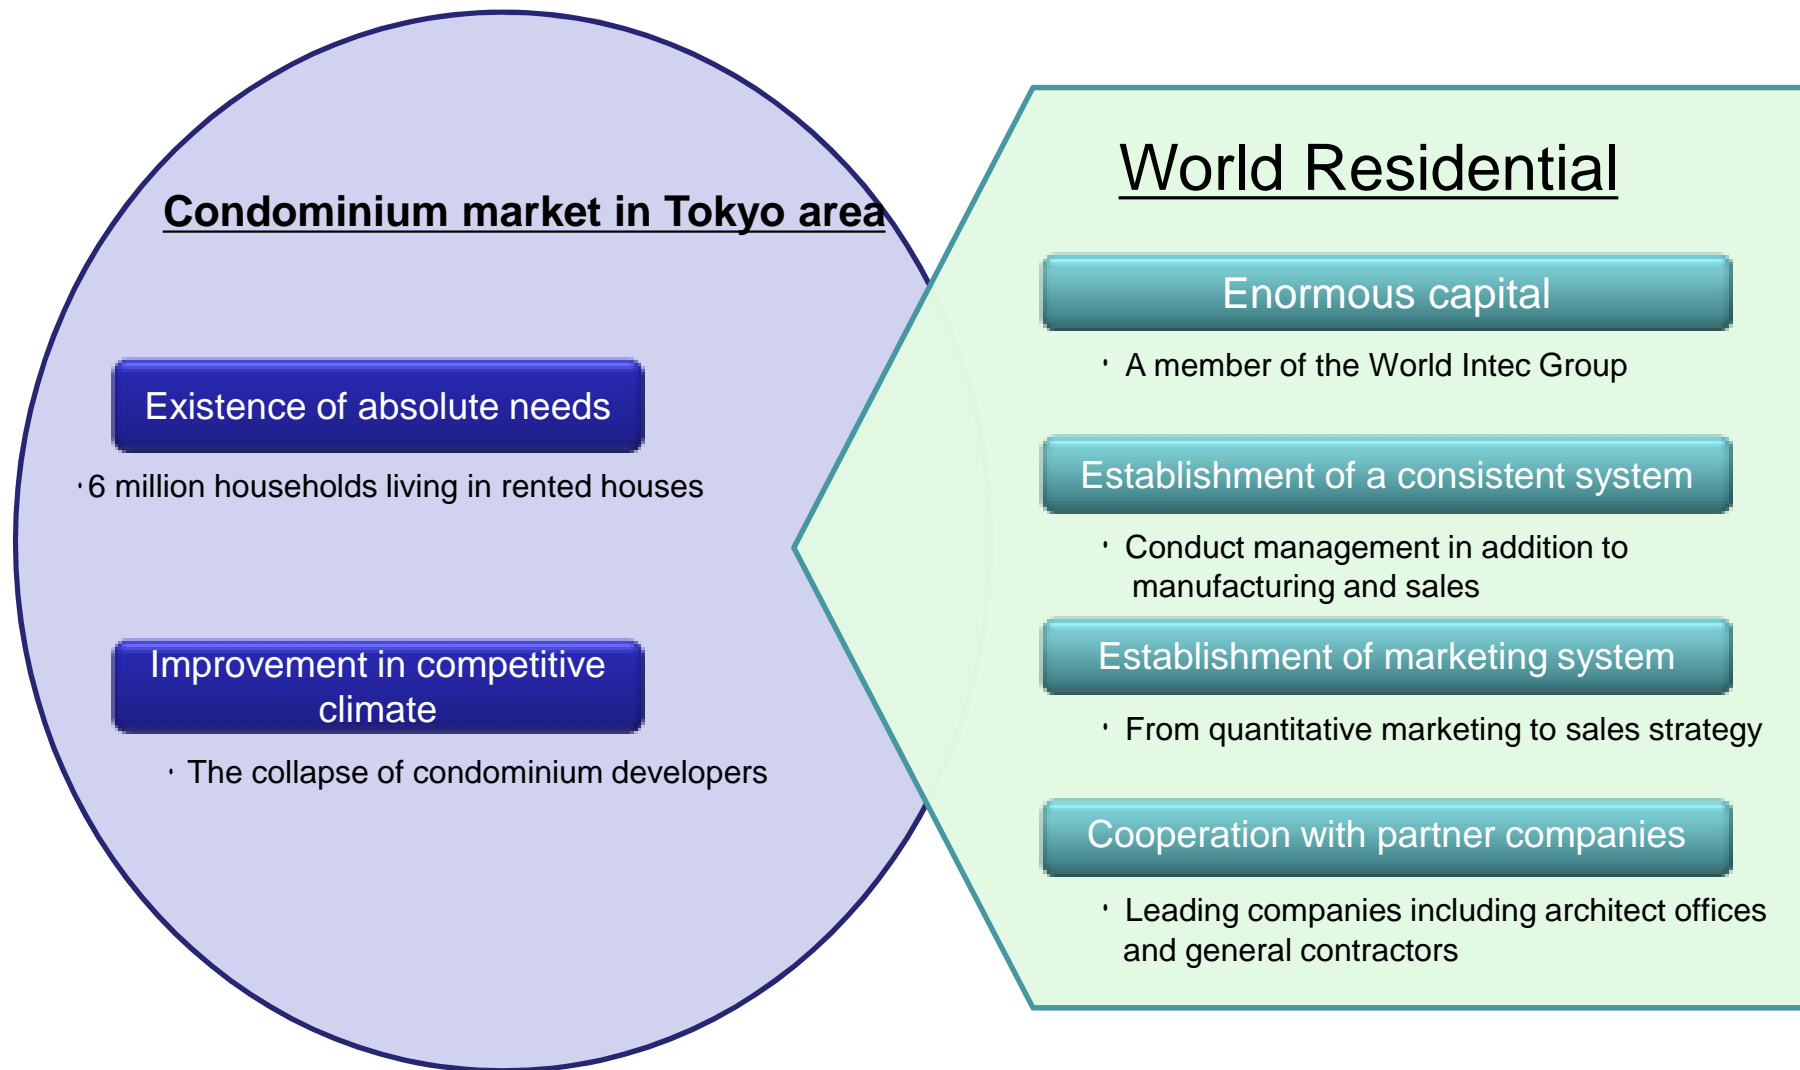 Condominium market in Tokyo area
Existence of absolute needs
・6 million households living in rented houses
Improvement in competitive
climate
・ The collapse of condominium developers
World Residential
Enormous capital
・ A member of the World Intec Group
Establishment of a consistent system
・ Conduct management in addition to
manufacturing and sales
Establishment of marketing system
・ From quantitative marketing to sales strategy
Cooperation with partner companies
・ Leading companies including architect offices
and general contractors